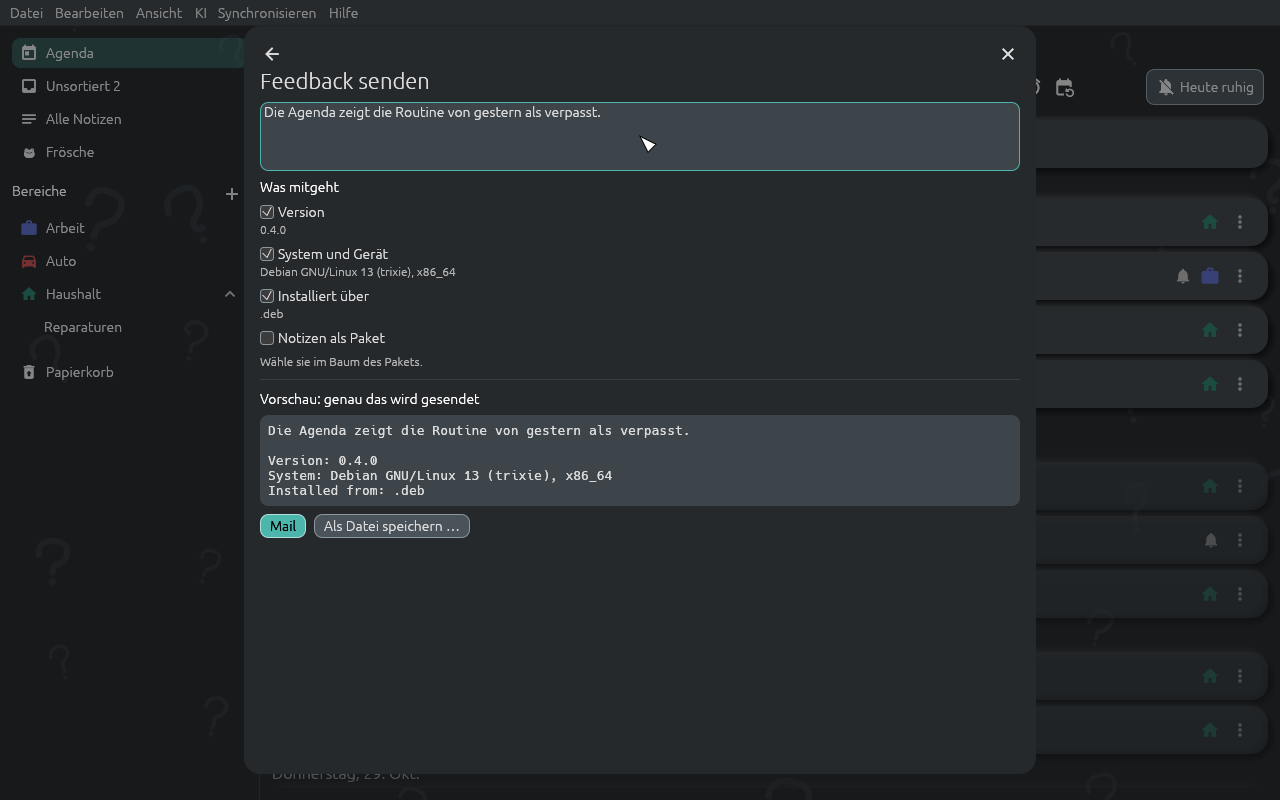 Datei Bearbeiten Ansicht KI Synchronisieren Hilfe
Agenda
Unsortiert 2
Alle Notizen
Frösche
Bereiche
Arbeit
Auto
Haushalt
Reparaturen
Papierkorb
Heute ruhig
Feedback senden
Die Agenda zeigt die Routine von gestern als verpasst.
Was mitgeht
Version
0.4.0
System und Gerät
Debian GNU/Linux 13 (trixie), x86_64
Installiert über
.deb
Notizen als Paket
Wähle sie im Baum des Pakets.
Vorschau: genau das wird gesendet
Die Agenda zeigt die Routine von gestern als verpasst.
Version: 0.4.0
System: Debian GNU/Linux 13 (trixie), x86_64
Installed from: .deb
Mail
Als Datei speichern …
Donnerstag, 29. Okt.